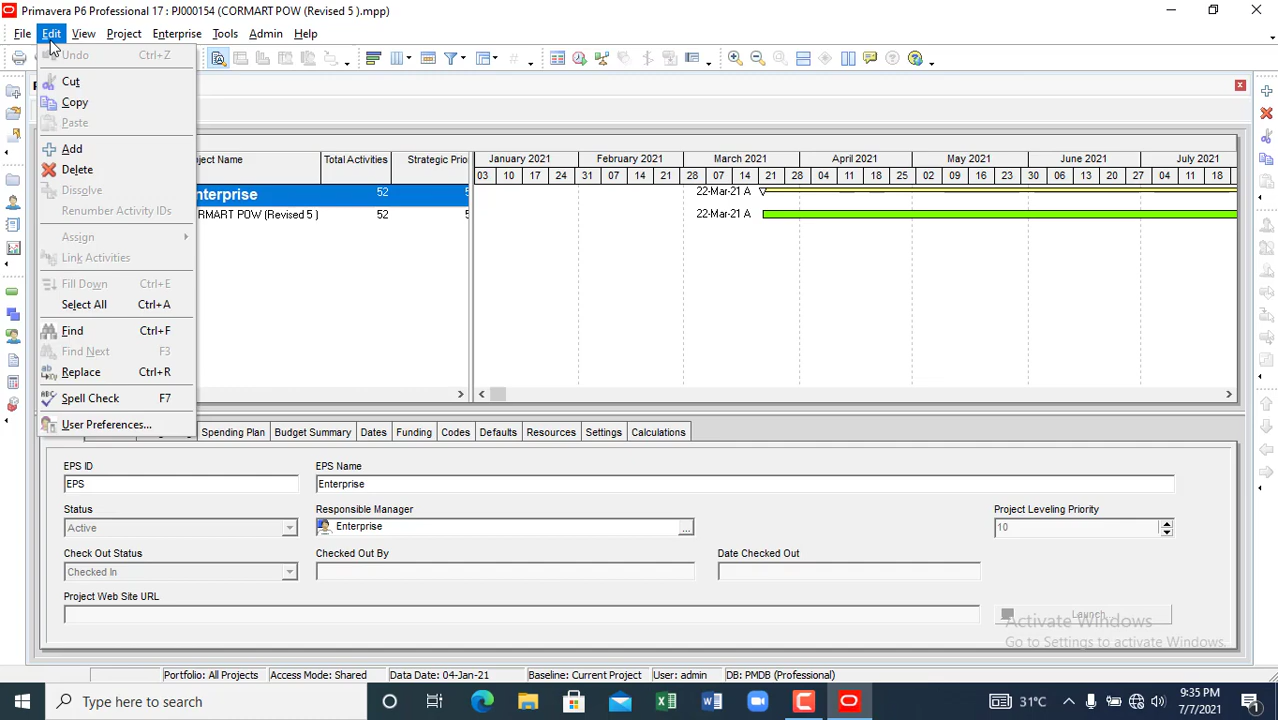 Primavera P6 Professional 17 : PJ000154 (CORMART POW (Revised 5 ).mpp)
File Edit View Project Enterprise Tools Admin Help
Undo Ctrl+Z
Cut
Copy
Paste
Add
Delete
Dissolve
Renumber Activity IDs
Assign
Link Activities
Fill Down Ctrl+E
Select All Ctrl+A
Find Ctrl+F
Find Next F3
Replace Ctrl+R
Spell Check F7
User Preferences...
Name Total Activities Strategic Prio
nterprise 52 5
ORMART POW (Revised 5 ) 52 5
January 2021 February 2021 March 2021 April 2021 May 2021 June 2021 July 2021
03 10 17 24 31 07 14 21 28 07 14 21 28 04 11 18 25 02 09 16 23 30 06 13 20 27 04 11 18
22-Mar-21 A
22-Mar-21 A
Spending Plan Budget Summary Dates Funding Codes Defaults Resources Settings Calculations
EPS ID EPS Name
EPS Enterprise
Status Responsible Manager Project Leveling Priority
Active Enterprise ... 10
Check Out Status Checked Out By Date Checked Out
Checked In
Project Web Site URL
Launch
Activate Windows
Go to Settings to activate Windows.
Portfolio: All Projects Access Mode: Shared Data Date: 04-Jan-21 Baseline: Current Project User: admin DB: PMDB (Professional)
Type here to search 31°C 9:35 PM
7/7/2021